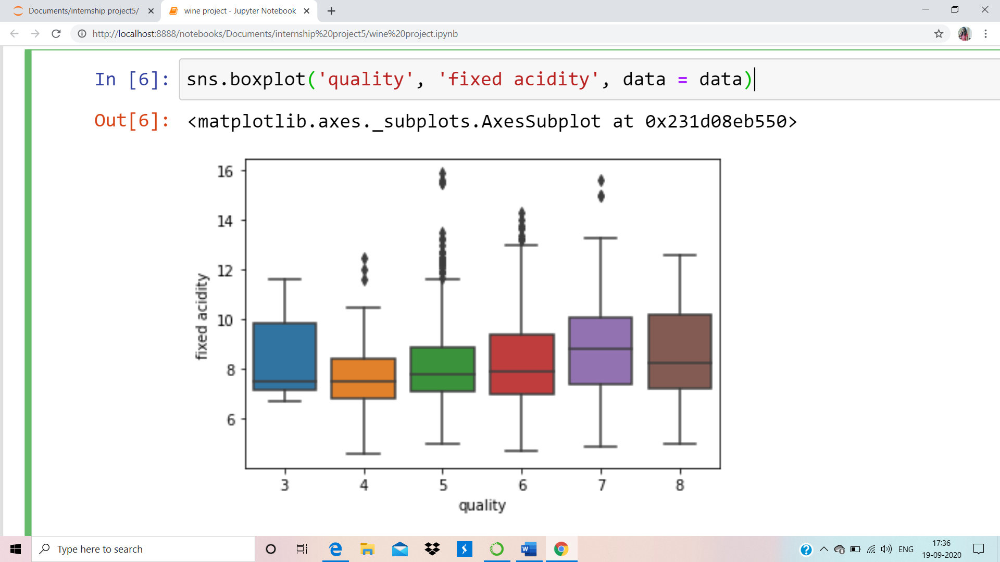 Documents/internship project5/
wine project - Jupyter Notebook
http://localhost:8888/notebooks/Documents/internship%20project5/wine%20project.ipynb
In [6]: sns.boxplot('quality', 'fixed acidity', data = data)
Out[6]: <matplotlib.axes._subplots.AxesSubplot at 0x231d08eb550>
16
14
12
10
8
6
fixed acidity
3 4 5 6 7 8
quality
Type here to search
ENG
17:36
19-09-2020